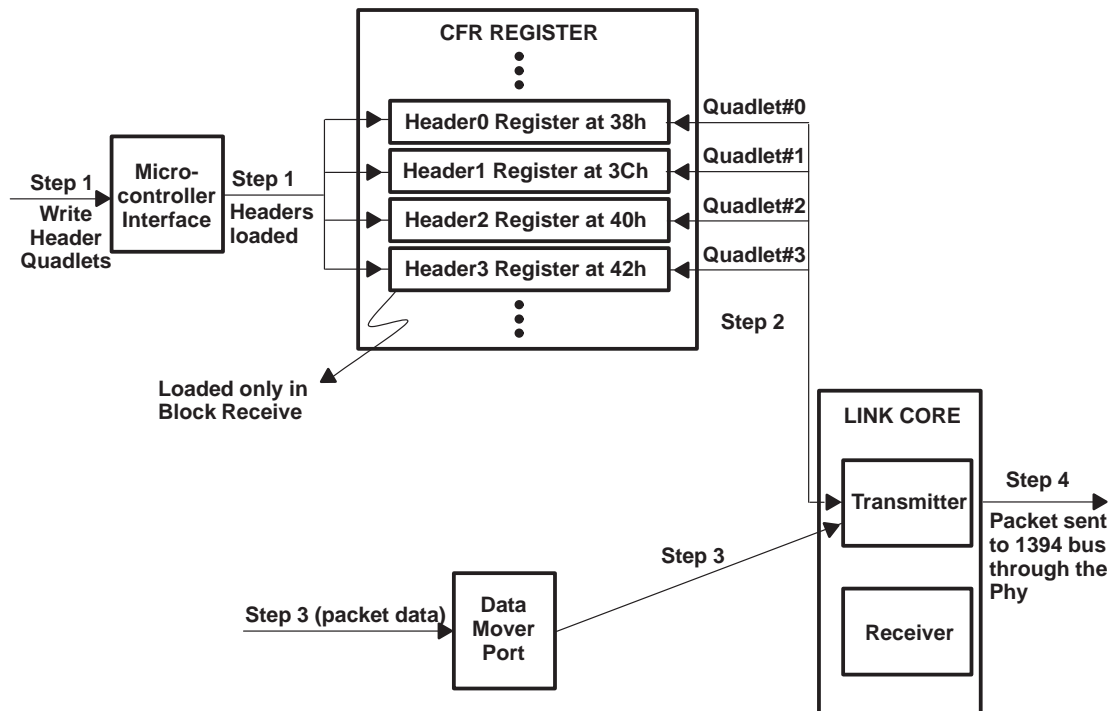 CFR REGISTER
Header0 Register at 38h
Header1 Register at 3Ch
Header2 Register at 40h
Header3 Register at 42h
Quadlet#0
Quadlet#1
Quadlet#2
Quadlet#3
Step 1
Write
Header
Quadlets
Micro-
controller
Interface
Step 1
Headers
loaded
Step 2
Loaded only in
Block Receive
LINK CORE
Transmitter
Receiver
Step 4
Packet sent
to 1394 bus
through the
Phy
Step 3
Step 3 (packet data)
Data
Mover
Port